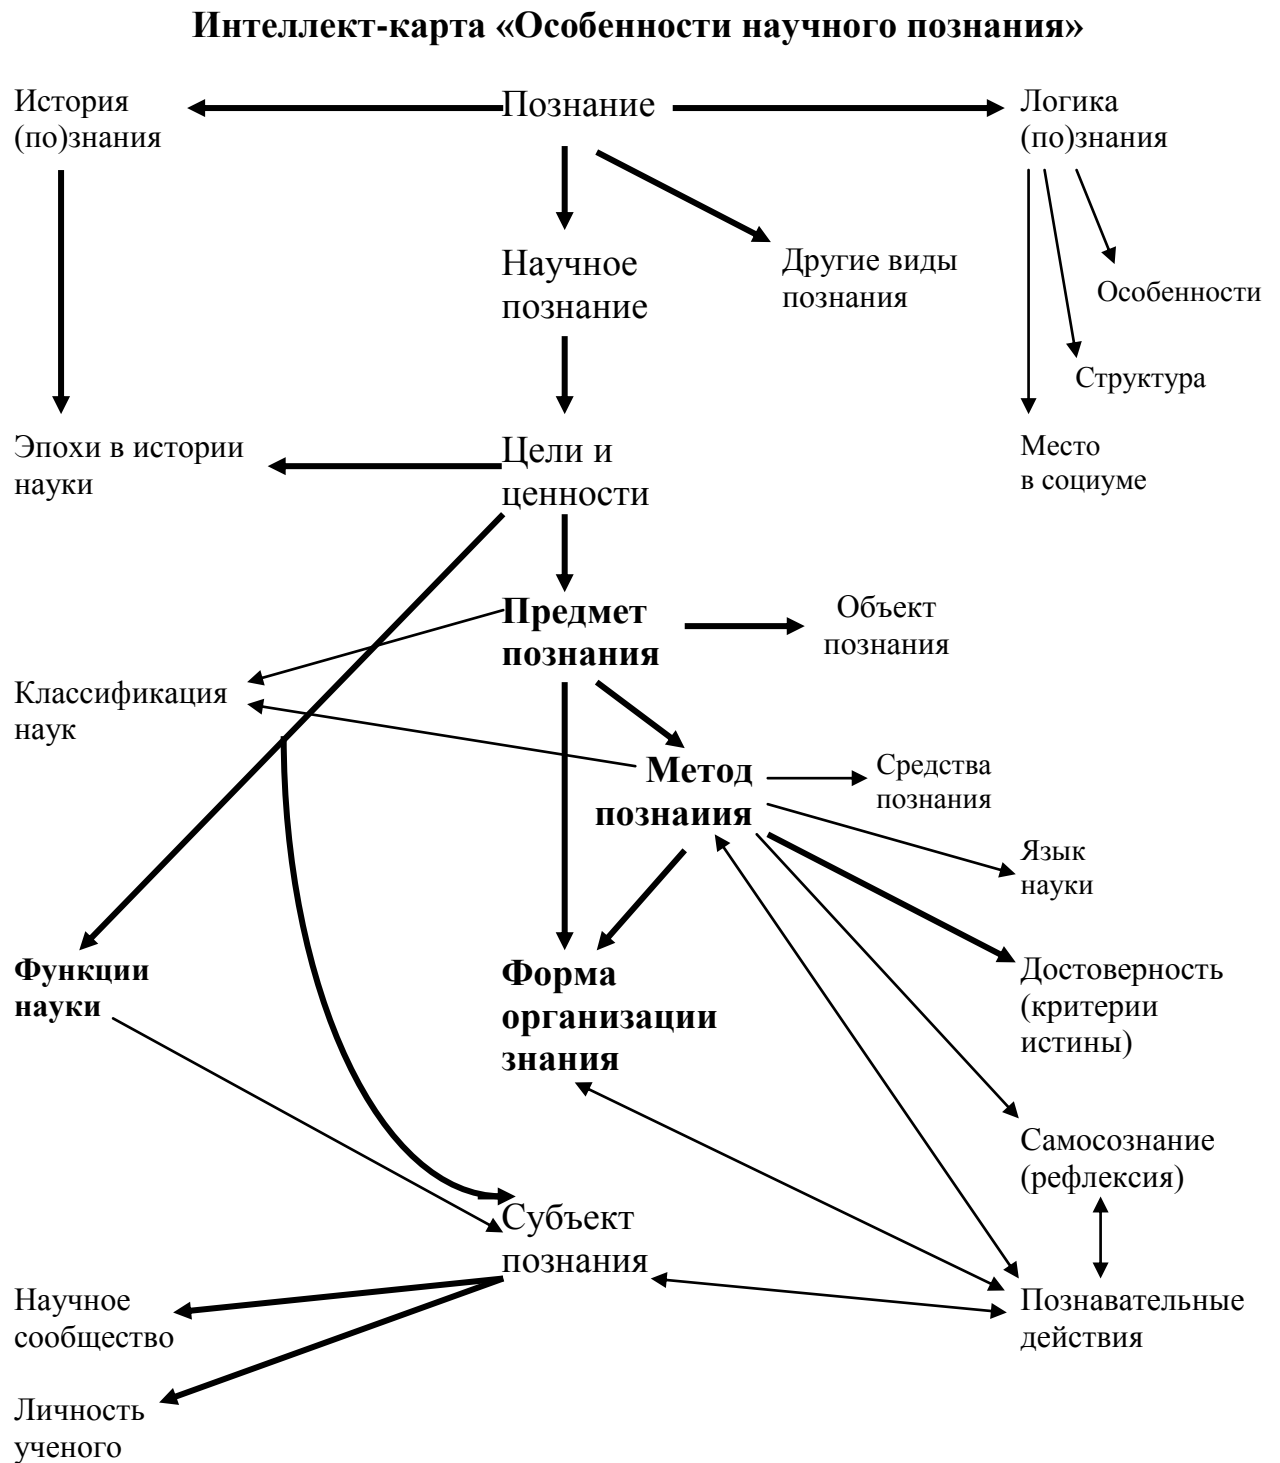 Интеллект-карта «Особенности научного познания»
История
(по)знания
Познание
Логика
(по)знания
Научное
познание
Другие виды
познания
Особенности
Структура
Эпохи в истории
науки
Цели и
ценности
Место
в социуме
Предмет
познания
Объект
познания
Классификация
наук
Метод
познаиия
Средства
познания
Язык
науки
Функции
науки
Форма
организации
знания
Достоверность
(критерии
истины)
Самосознание
(рефлексия)
Субъект
познания
Научное
сообщество
Познавательные
действия
Личность
ученого